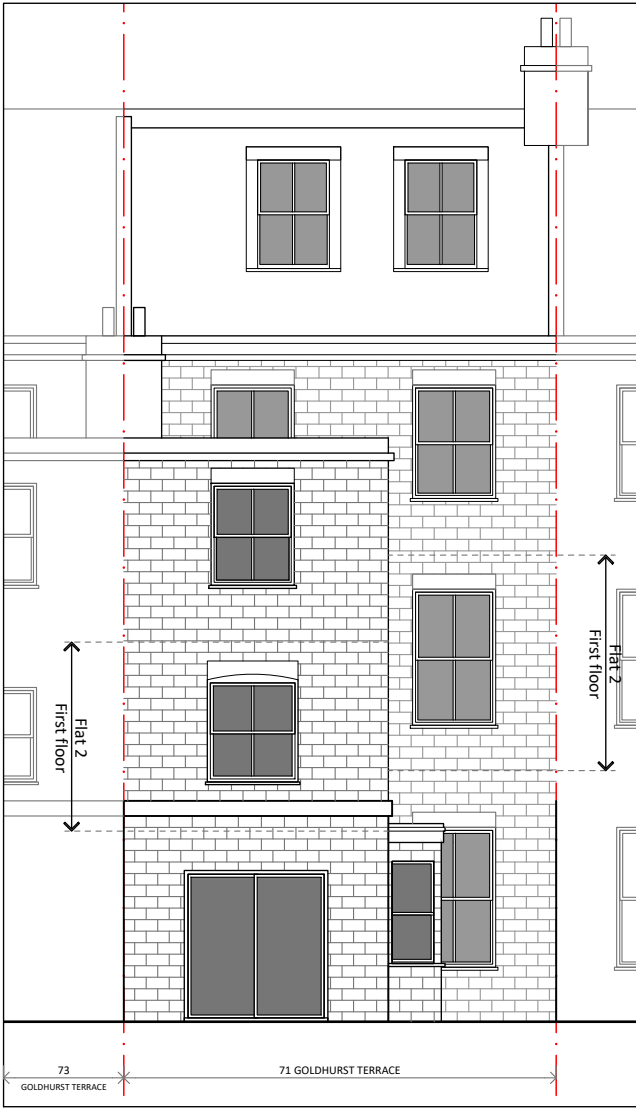 Flat 2
First floor
Flat 2
First floor
73
GOLDHURST TERRACE
71 GOLDHURST TERRACE